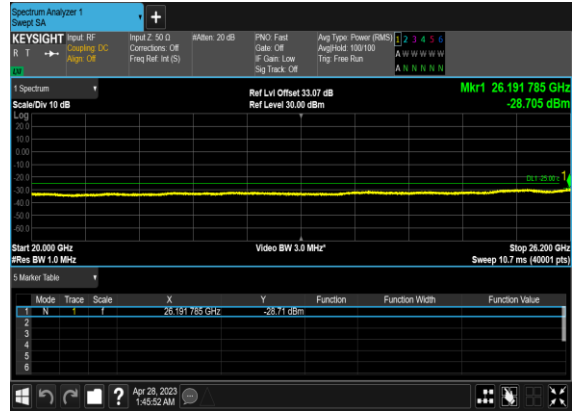 Spectrum Analyzer 1
Swept SA
+
KEYSIGHT Input: RF Input Z: 50 Ω #Atten: 20 dB PNO: Fast Avg Type: Power (RMS) 1 2 3 4 5 6
R T Coupling: DC Corrections: Off Gate: Off Avg|Hold: 100/100 A W W W W W
Align: Off Freq Ref: Int (S) IF Gain: Low Trig: Free Run
Sig Track: Off A N N N N N
1 Spectrum Ref Lvl Offset 33.07 dB Mkr1 26.191 785 GHz
Scale/Div 10 dB Ref Level 30.00 dBm -28.705 dBm
Log
20.0
10.0
0.00
-10.0
-20.0
-30.0
-40.0
-50.0
-60.0
1
Start 20.000 GHz Video BW 3.0 MHz* Stop 26.200 GHz
#Res BW 1.0 MHz Sweep 10.7 ms (40001 pts)
5 Marker Table
Mode Trace Scale X Y Function Function Width Function Value
1 N 1 f 26.191 785 GHz -28.71 dBm
2
3
4
5
6
? Apr 28, 2023
1:45:52 AM